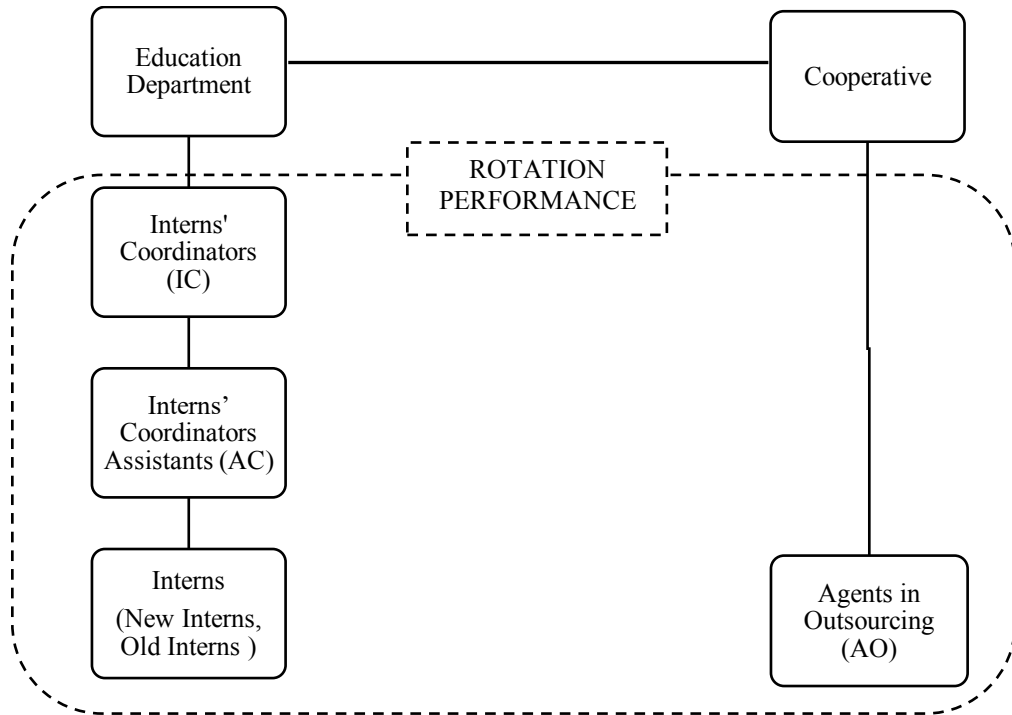 Education
Department
Cooperative
ROTATION
PERFORMANCE
Interns'
Coordinators
(IC)
Interns’
Coordinators
Assistants (AC)
Interns
(New Interns,
Old Interns )
Agents in
Outsourcing
(AO)